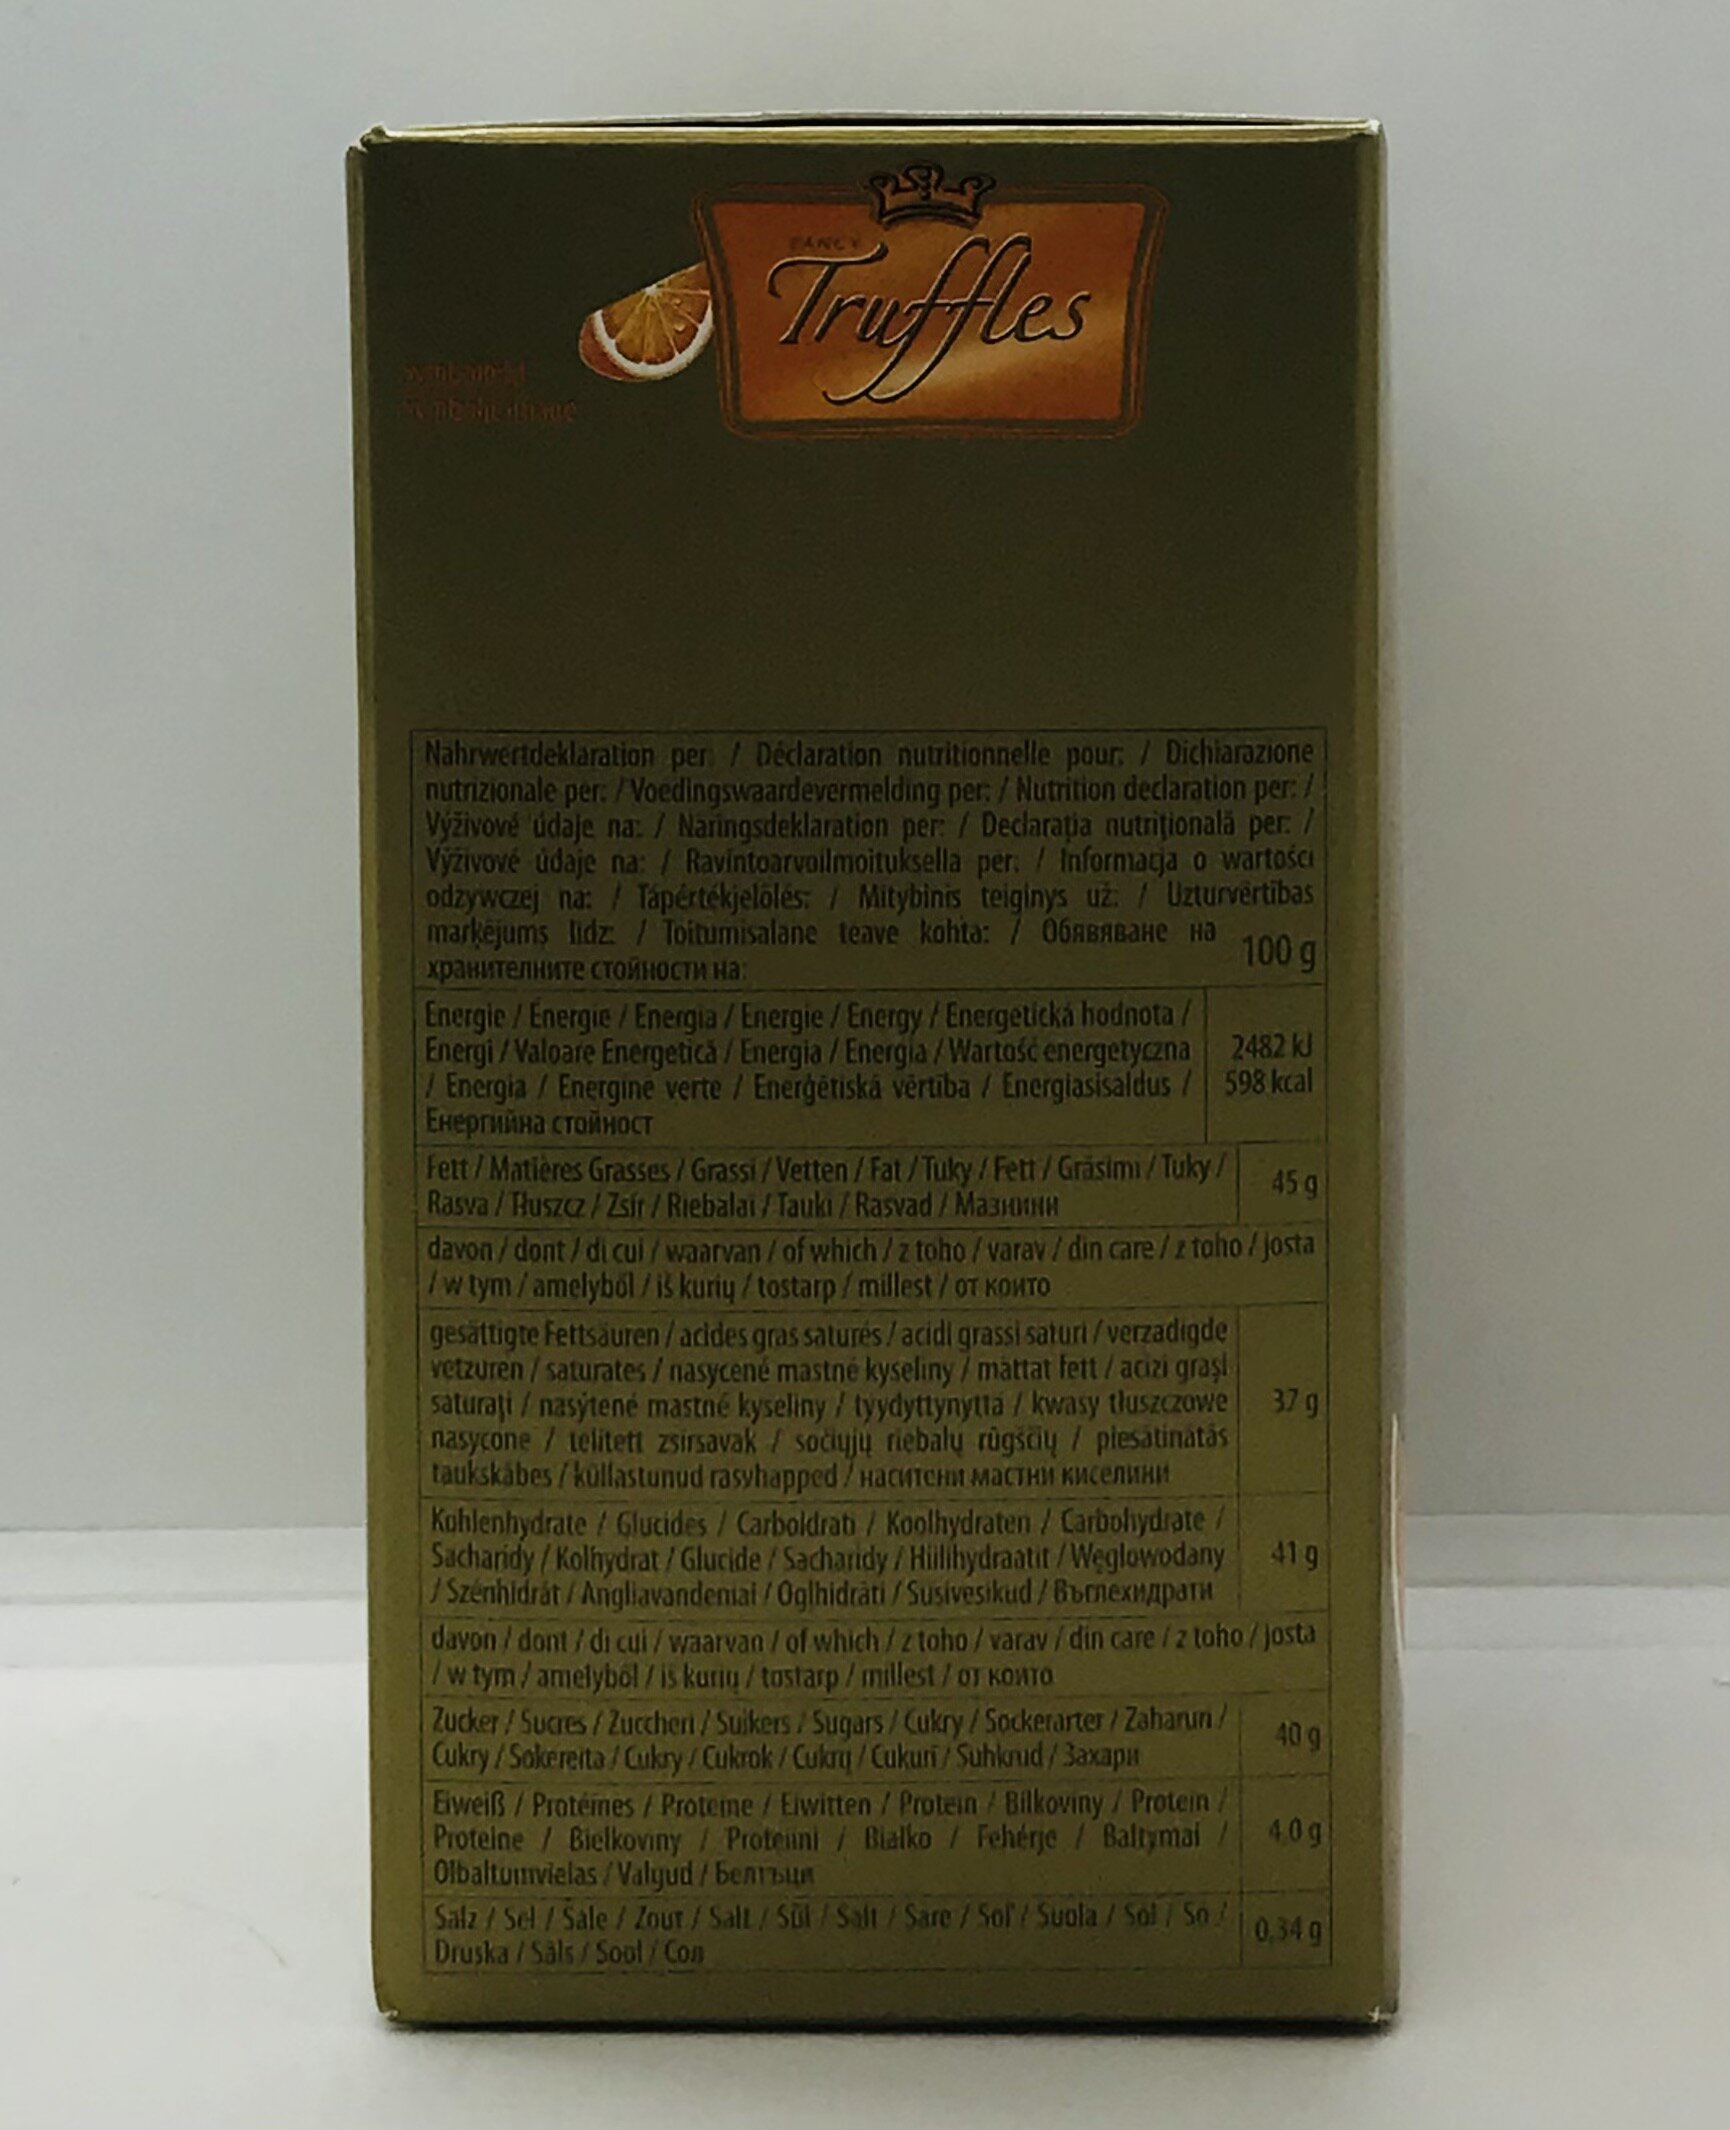 FANCY
Truffles
Nährwertdeklaration per: / Déclaration nutritionnelle pour: / Dichiarazione
nutrizionale per: / Voedingswaardevermelding per: / Nutrition declaration per: /
Výživové údaje na: / Näringsdeklaration per: / Declarația nutrițională per: /
Výživové údaje na: / Ravintoarvoilmoituksella per: / Informacja o wartości
odżywczej na: / Tápértékjelölés: / Mitybinis teiginys už: / Uzturvērtības
marķējums līdz: / Toitumisalane teave kohta: / Обявяване на
хранителните стойности на:
100 g
Energie / Énergie / Energia / Energie / Energy / Energetická hodnota /
Energi / Valoare Energetică / Energia / Energia / Wartość energetyczna
/ Energia / Energinė vertė / Enerģētiskā vērtība / Energiasisaldus /
Енергийна стойност
2482 kJ
598 kcal
Fett / Matières Grasses / Grassi / Vetten / Fat / Tuky / Fett / Grăsimi / Tuky /
Rasva / Tłuszcz / Zsír / Riebalai / Tauki / Rasvad / Мазнини
45 g
davon / dont / di cui / waarvan / of which / z toho / varav / din care / z toho / josta
/ w tym / amelyből / iš kurių / tostarp / millest / от които
gesättigte Fettsäuren / acides gras saturés / acidi grassi saturi / verzadigde
vetzuren / saturates / nasycené mastné kyseliny / mättat fett / acizi grași
saturați / nasýtené mastné kyseliny / tyydyttynyttä / kwasy tłuszczowe
nasycone / telített zsírsavak / sočiųjų riebalų rūgščių / piesātinātās
taukskābes / küllastunud rasvhapped / наситени мастни киселини
37 g
Kohlenhydrate / Glucides / Carboidrati / Koolhydraten / Carbohydrate /
Sacharidy / Kolhydrat / Glucide / Sacharidy / Hiilihydraatit / Węglowodany
/ Szénhidrát / Angliavandeniai / Ogļhidrāti / Süsivesikud / Въглехидрати
41 g
davon / dont / di cui / waarvan / of which / z toho / varav / din care / z toho / josta
/ w tym / amelyből / iš kurių / tostarp / millest / от които
Zucker / Sucres / Zuccheri / Suikers / Sugars / Cukry / Sockerarter / Zaharuri /
Cukry / Sokereita / Cukry / Cukrok / Cukrų / Cukuri / Suhkrud / Захари
40 g
Eiweiß / Protéines / Proteine / Eiwitten / Protein / Bílkoviny / Protein /
Proteine / Bielkoviny / Proteiini / Białko / Fehérje / Baltymai /
Olbaltumvielas / Valgud / Белтъци
4,0 g
Salz / Sel / Sale / Zout / Salt / Sůl / Salt / Sare / Soľ / Suola / Sól / Só /
Druska / Sāls / Sool / Сол
0,34 g